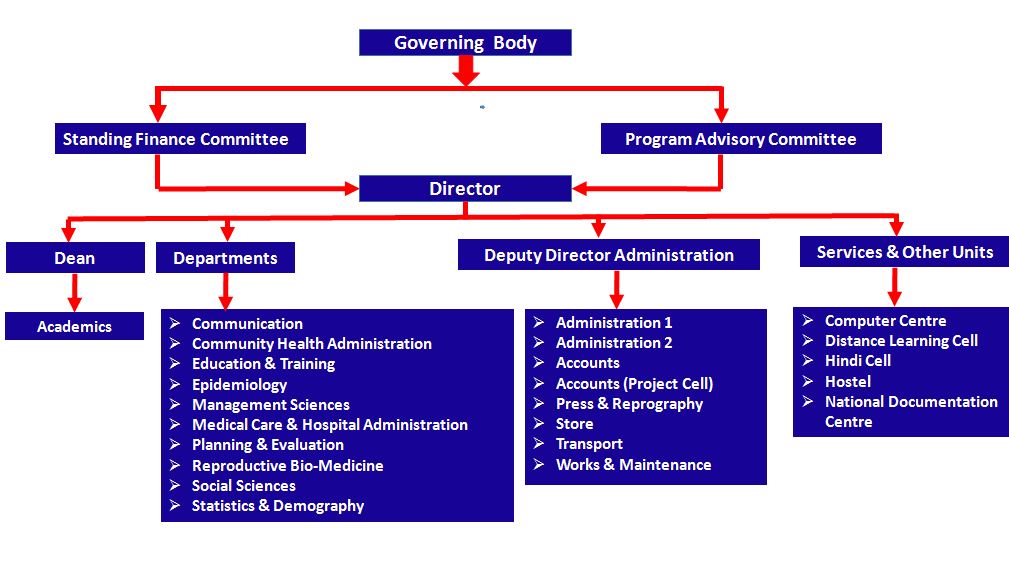 Governing Body
Standing Finance Committee
Program Advisory Committee
Director
Dean
Departments
Deputy Director Administration
Services & Other Units
Academics
Communication
Community Health Administration
Education & Training
Epidemiology
Management Sciences
Medical Care & Hospital Administration
Planning & Evaluation
Reproductive Bio-Medicine
Social Sciences
Statistics & Demography
Administration 1
Administration 2
Accounts
Accounts (Project Cell)
Press & Reprography
Store
Transport
Works & Maintenance
Computer Centre
Distance Learning Cell
Hindi Cell
Hostel
National Documentation
Centre